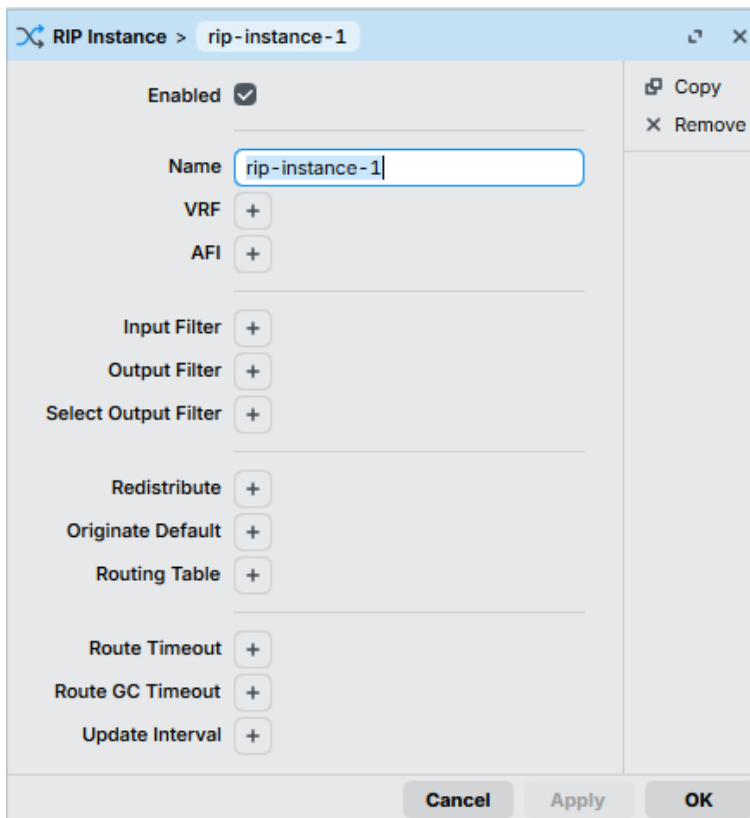 RIP Instance > rip-instance-1
Copy
Remove
Enabled
Name rip-instance-1
VRF +
AFI +
Input Filter +
Output Filter +
Select Output Filter +
Redistribute +
Originate Default +
Routing Table +
Route Timeout +
Route GC Timeout +
Update Interval +
Cancel Apply OK